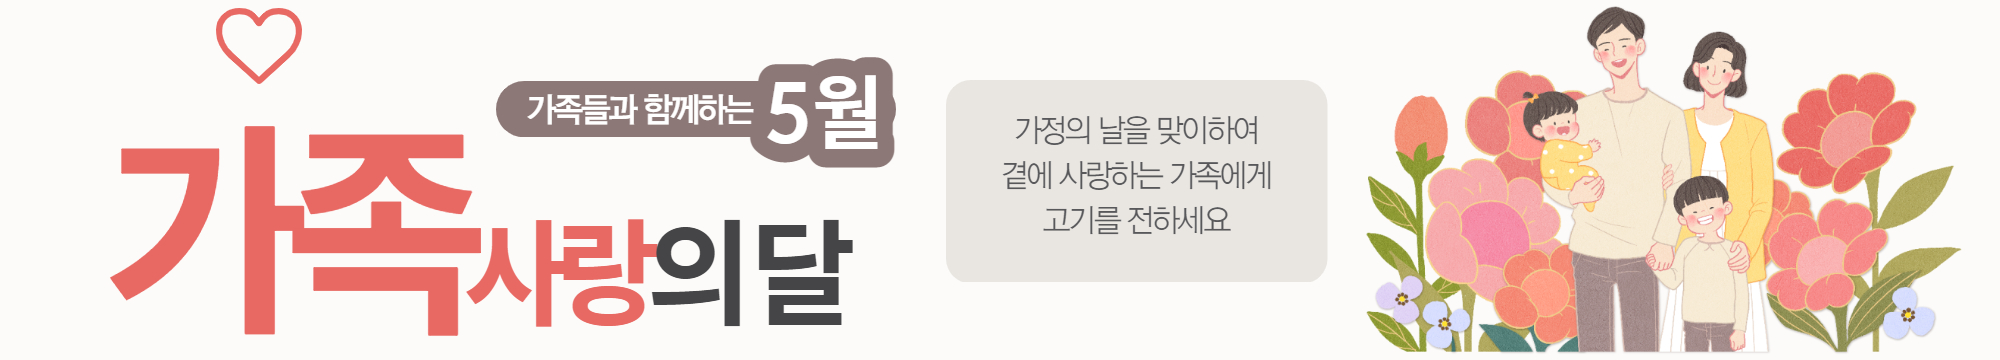 가족들과 함께하는 5월
가족사랑의 달
가정의 날을 맞이하여
곁에 사랑하는 가족에게
고기를 전하세요